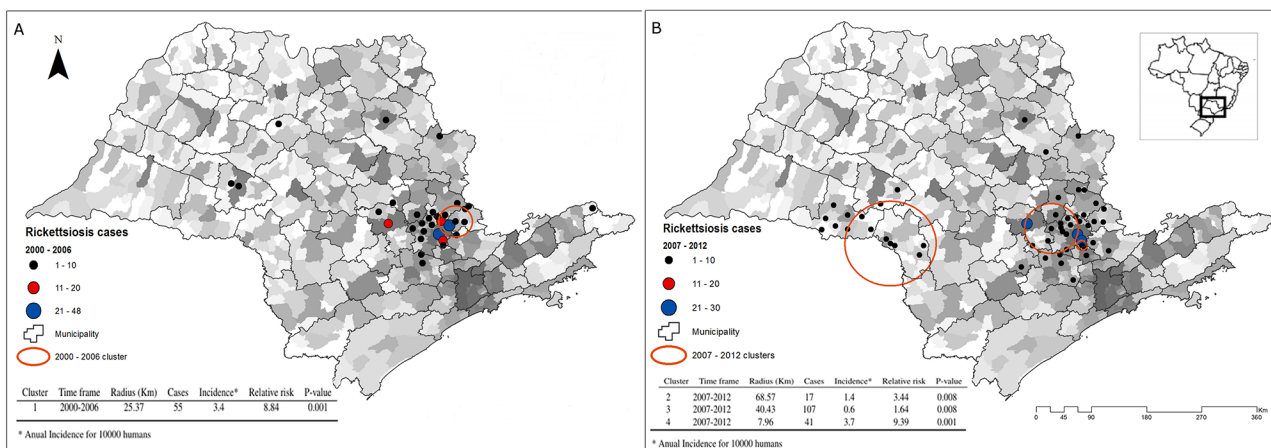 A
N
Rickettsiosis cases
2000 - 2006
1 - 10
11 - 20
21 - 48
Municipality
2000 - 2006 cluster
Cluster Time frame Radius (Km) Cases Incidence* Relative risk P-value
1 2000-2006 25.37 55 3.4 8.84 0.001
* Anual Incidence for 10000 humans
B
Rickettsiosis cases
2007 - 2012
1 - 10
11 - 20
21 - 30
Municipality
2007 - 2012 clusters
Cluster Time frame Radius (Km) Cases Incidence* Relative risk P-value
2 2007-2012 68.57 17 1.4 3.44 0.008
3 2007-2012 40.43 107 0.6 1.64 0.008
4 2007-2012 7.96 41 3.7 9.39 0.001
* Anual Incidence for 10000 humans
Km
0 45 90 180 270 360